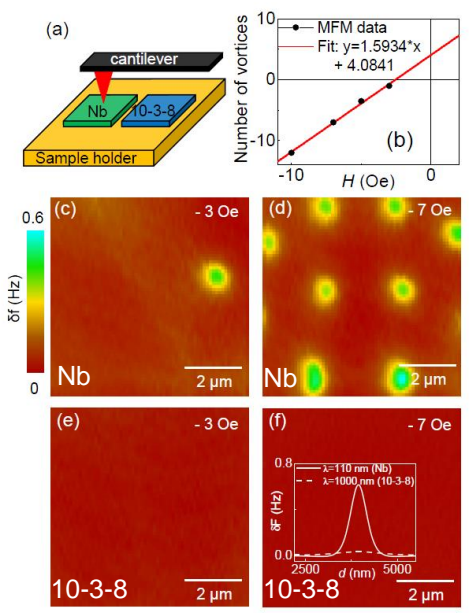 (a)
cantilever
Nb
10-3-8
Sample holder
Number of vortices
10
0
-10
MFM data
Fit: y=1.5934*x
+ 4.0841
(b)
-10
0
H (Oe)
(c)
- 3 Oe
0.6
δf (Hz)
0
Nb
2 μm
(d)
- 7 Oe
Nb
2 μm
(e)
- 3 Oe
10-3-8
2 μm
(f)
- 7 Oe
0.8
λ=110 nm (Nb)
λ=1000 nm (10-3-8)
δF (Hz)
0.0
2500
5000
d (nm)
10-3-8
2 μm